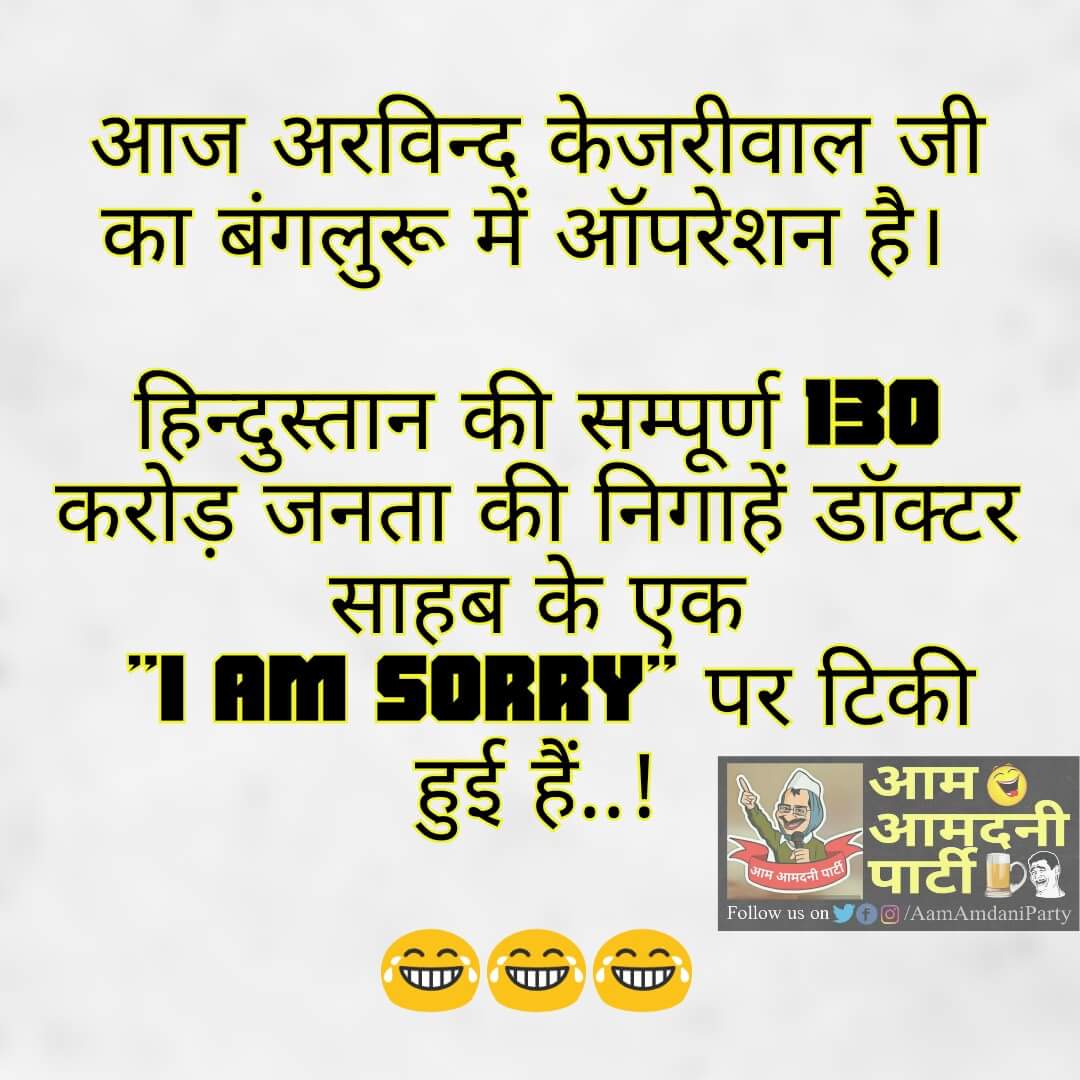 आज अरविन्द केजरीवाल जी
का बंगलुरू में ऑपरेशन है।
हिन्दुस्तान की सम्पूर्ण 130
करोड़ जनता की निगाहें डॉक्टर
साहब के एक
"I AM SORRY" पर टिकी
हुई हैं..!
आम
आमदनी
पार्टी
आम आमदनी पार्टी
Follow us on /AamAmdaniParty